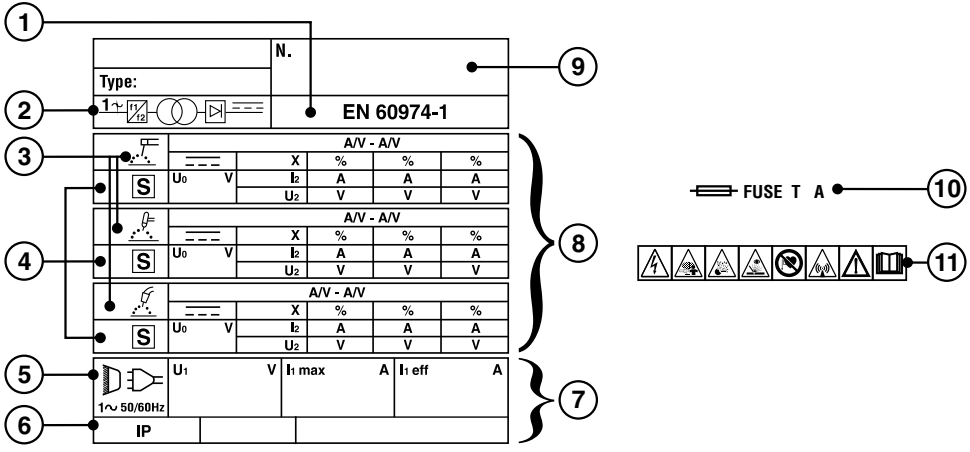 1
N.
9
Type:
2
1~ f1 f2
EN 60974-1
3
A/V - A/V
X % % %
S U0 V I2 A A A
U2 V V V
10
FUSE T A
A/V - A/V
X % % %
4
S U0 V I2 A A A
U2 V V V
8
11
A/V - A/V
X % % %
S U0 V I2 A A A
U2 V V V
5
U1 V I1 max A I1 eff A
1~ 50/60Hz
7
6
IP